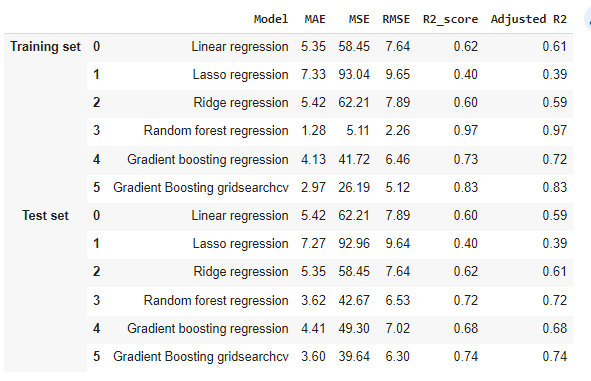 Model MAE MSE RMSE R2_score Adjusted R2
Training set 0 Linear regression 5.35 58.45 7.64 0.62 0.61
1 Lasso regression 7.33 93.04 9.65 0.40 0.39
2 Ridge regression 5.42 62.21 7.89 0.60 0.59
3 Random forest regression 1.28 5.11 2.26 0.97 0.97
4 Gradient boosting regression 4.13 41.72 6.46 0.73 0.72
5 Gradient Boosting gridsearchcv 2.97 26.19 5.12 0.83 0.83
Test set 0 Linear regression 5.42 62.21 7.89 0.60 0.59
1 Lasso regression 7.27 92.96 9.64 0.40 0.39
2 Ridge regression 5.35 58.45 7.64 0.62 0.61
3 Random forest regression 3.62 42.67 6.53 0.72 0.72
4 Gradient boosting regression 4.41 49.30 7.02 0.68 0.68
5 Gradient Boosting gridsearchcv 3.60 39.64 6.30 0.74 0.74